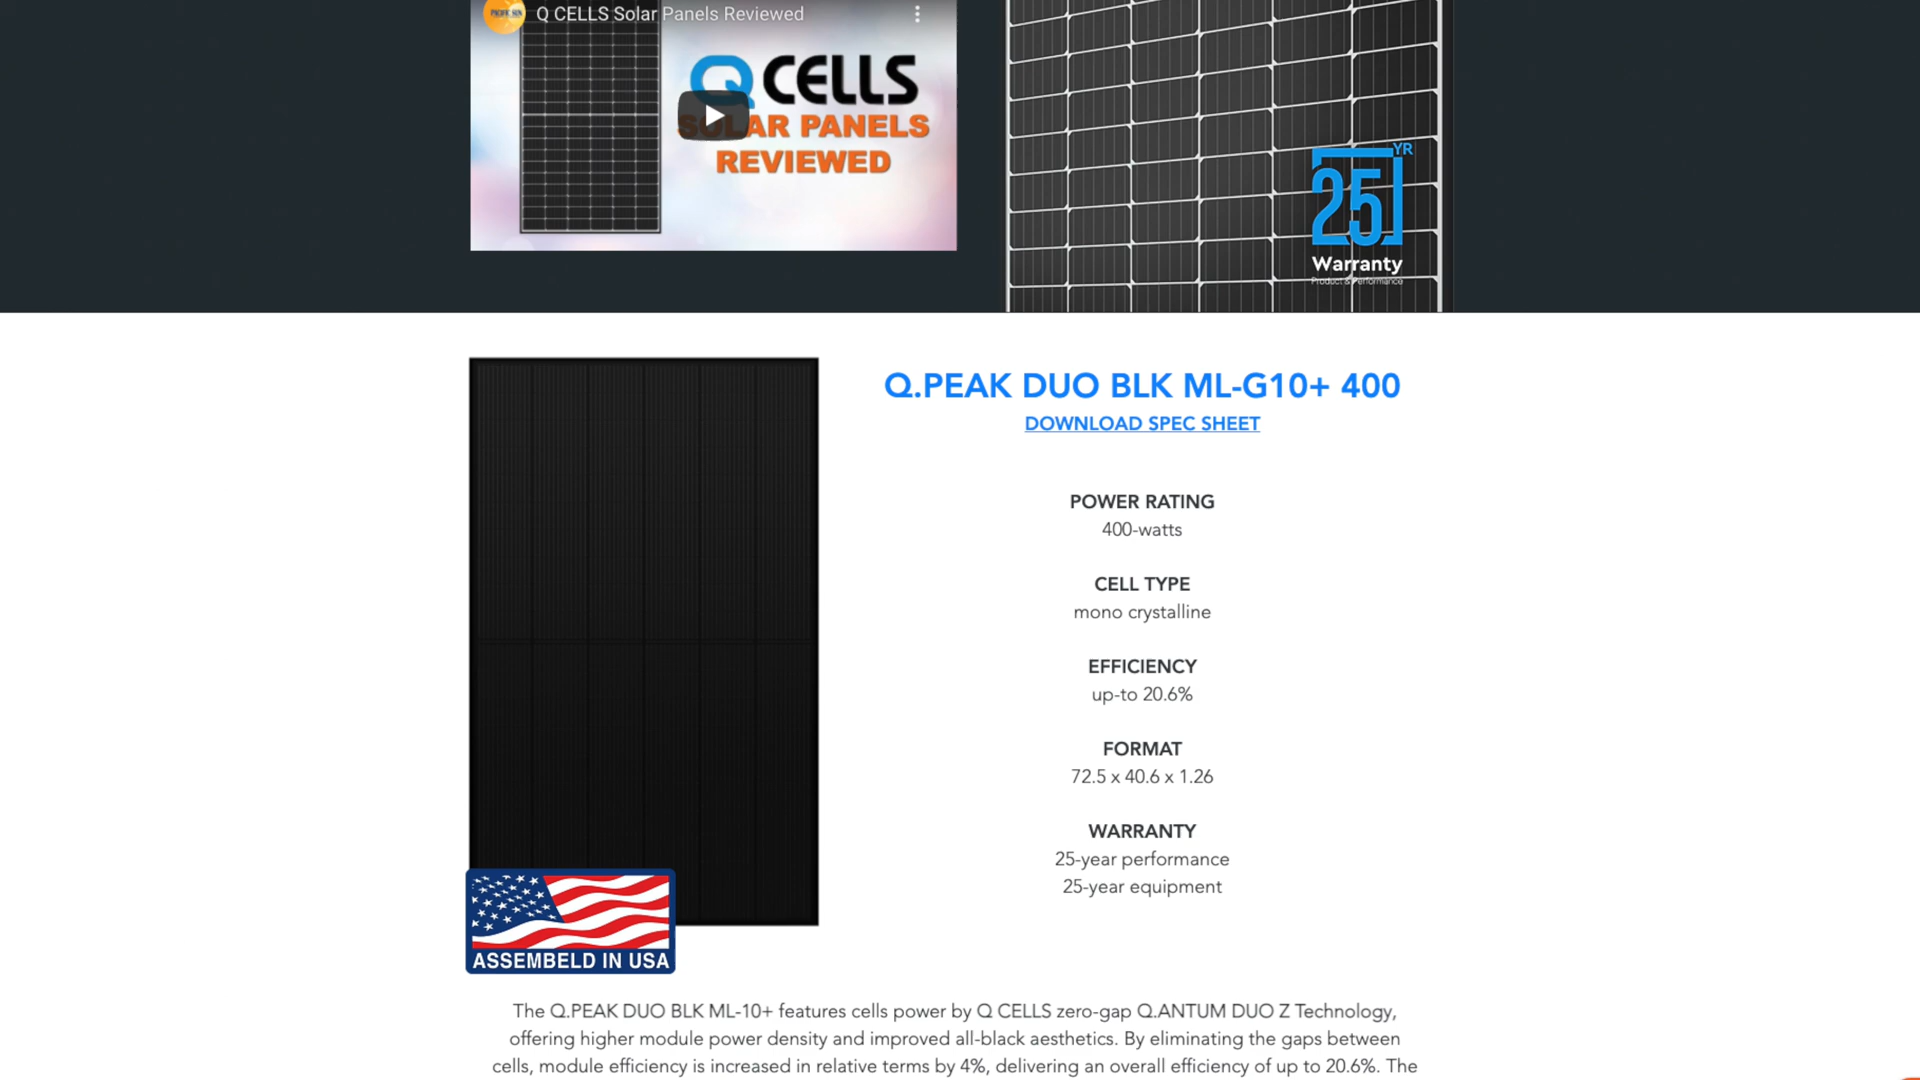 PACIFIC SUN
Q CELLS Solar Panels Reviewed
Q CELLS
SOLAR PANELS
REVIEWED
25 YR
Warranty
Product & Performance
Q.PEAK DUO BLK ML-G10+ 400
DOWNLOAD SPEC SHEET
POWER RATING
400-watts
CELL TYPE
mono crystalline
EFFICIENCY
up-to 20.6%
FORMAT
72.5 x 40.6 x 1.26
WARRANTY
25-year performance
25-year equipment
ASSEMBELD IN USA
The Q.PEAK DUO BLK ML-10+ features cells power by Q CELLS zero-gap Q.ANTUM DUO Z Technology,
offering higher module power density and improved all-black aesthetics. By eliminating the gaps between
cells, module efficiency is increased in relative terms by 4%, delivering an overall efficiency of up to 20.6%. The